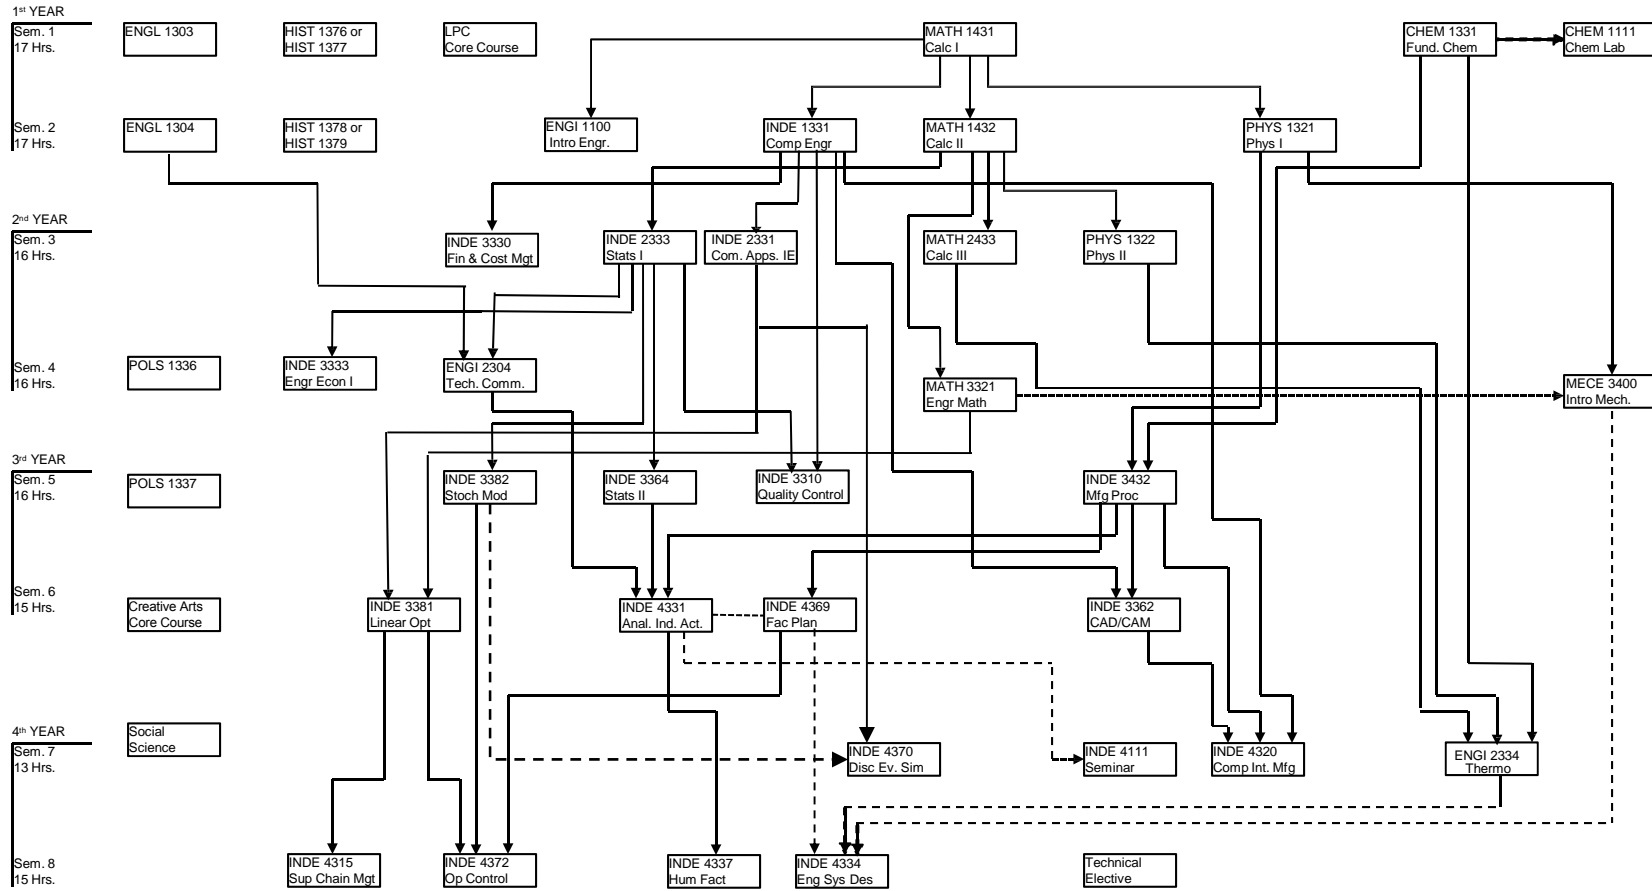 1st YEAR
Sem. 1
17 Hrs.
ENGL 1303
HIST 1376 or
HIST 1377
LPC
Core Course
MATH 1431
Calc I
CHEM 1331
Fund. Chem
CHEM 1111
Chem Lab
Sem. 2
17 Hrs.
ENGL 1304
HIST 1378 or
HIST 1379
ENGI 1100
Intro Engr.
INDE 1331
Comp Engr
MATH 1432
Calc II
PHYS 1321
Phys I
2nd YEAR
Sem. 3
16 Hrs.
INDE 3330
Fin & Cost Mgt
INDE 2333
Stats I
INDE 2331
Com. Apps. IE
MATH 2433
Calc III
PHYS 1322
Phys II
Sem. 4
16 Hrs.
POLS 1336
INDE 3333
Engr Econ I
ENGI 2304
Tech. Comm.
MATH 3321
Engr Math
MECE 3400
Intro Mech.
3rd YEAR
Sem. 5
16 Hrs.
POLS 1337
INDE 3382
Stoch Mod
INDE 3364
Stats II
INDE 3310
Quality Control
INDE 3432
Mfg Proc
Sem. 6
15 Hrs.
Creative Arts
Core Course
INDE 3381
Linear Opt
INDE 4331
Anal. Ind. Act.
INDE 4369
Fac Plan
INDE 3362
CAD/CAM
4th YEAR
Sem. 7
13 Hrs.
Social
Science
INDE 4370
Disc Ev. Sim
INDE 4111
Seminar
INDE 4320
Comp Int. Mfg
ENGI 2334
Thermo
Sem. 8
15 Hrs.
INDE 4315
Sup Chain Mgt
INDE 4372
Op Control
INDE 4337
Hum Fact
INDE 4334
Eng Sys Des
Technical
Elective